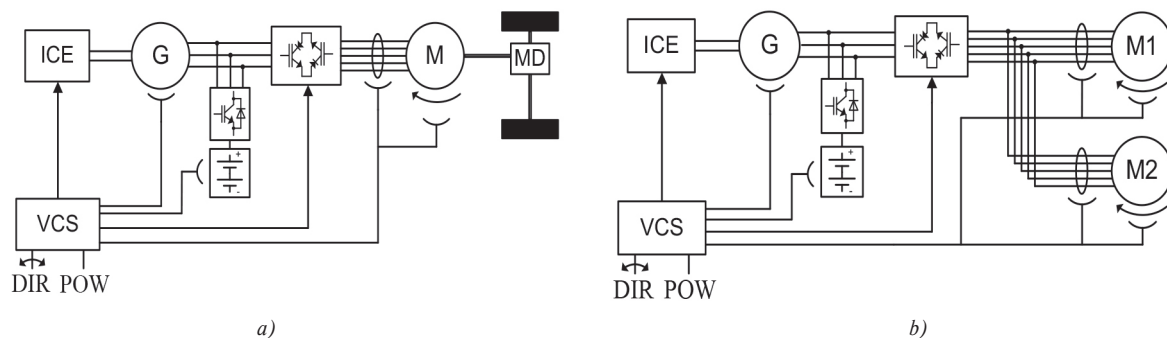 ICE
G
M
MD
+
-
VCS
DIR POW
a)
ICE
G
M1
+
-
M2
VCS
DIR POW
b)